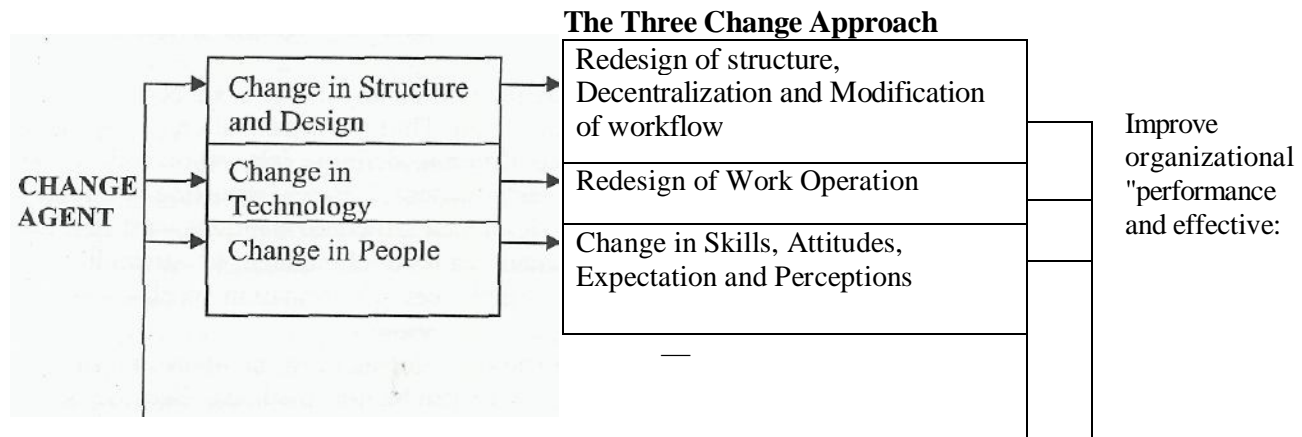 The Three Change Approach
CHANGE
AGENT
Change in Structure
and Design
Change in
Technology
Change in People
Redesign of structure,
Decentralization and Modification
of workflow
Redesign of Work Operation
Change in Skills, Attitudes,
Expectation and Perceptions
—
Improve
organizational
"performance
and effective: